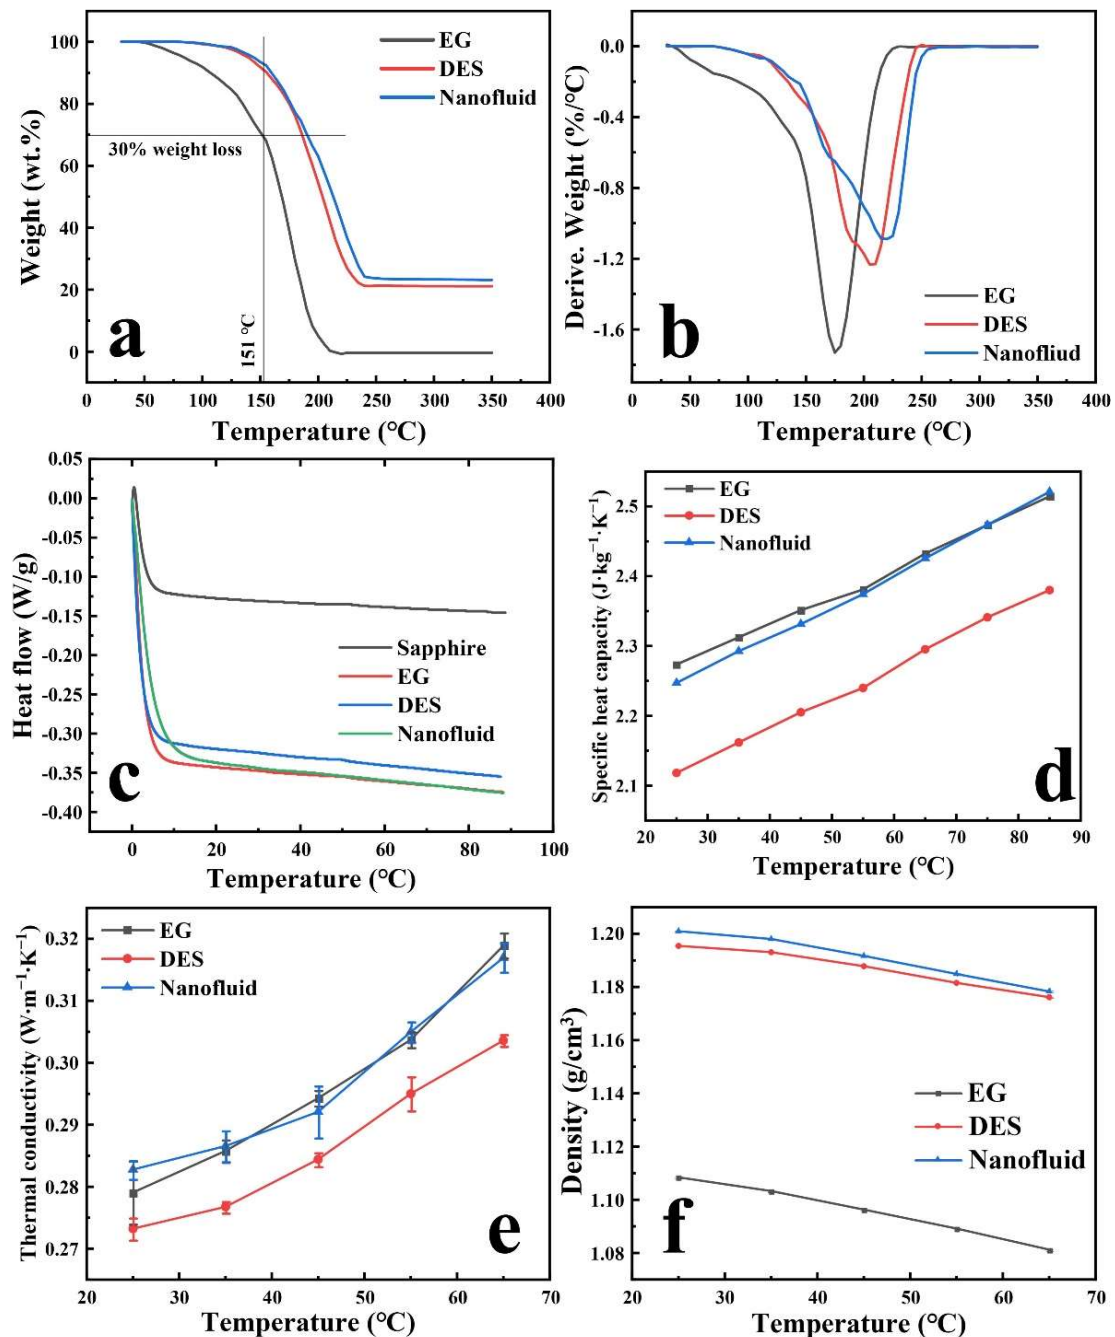 EG
DES
Nanofluid
30% weight loss
151 °C
a
100
80
60
40
20
0
0 50 100 150 200 250 300 350 400
Weight (wt.%)
Temperature (°C)
EG
DES
Nanofliud
b
0.0
-0.4
-0.8
-1.2
-1.6
0 50 100 150 200 250 300 350 400
Derive. Weight (%/°C)
Temperature (°C)
Sapphire
EG
DES
Nanofluid
c
0.05
0.00
-0.05
-0.10
-0.15
-0.20
-0.25
-0.30
-0.35
-0.40
0 20 40 60 80 100
Heat flow (W/g)
Temperature (°C)
EG
DES
Nanofluid
d
2.5
2.4
2.3
2.2
2.1
20 30 40 50 60 70 80 90
Specific heat capacity (J·kg⁻¹·K⁻¹)
Temperature (°C)
EG
DES
Nanofluid
e
0.32
0.31
0.30
0.29
0.28
0.27
20 30 40 50 60 70
Thermal conductivity (W·m⁻¹·K⁻¹)
Temperature (°C)
EG
DES
Nanofluid
f
1.20
1.18
1.16
1.14
1.12
1.10
1.08
20 30 40 50 60 70
Density (g/cm³)
Temperature (°C)